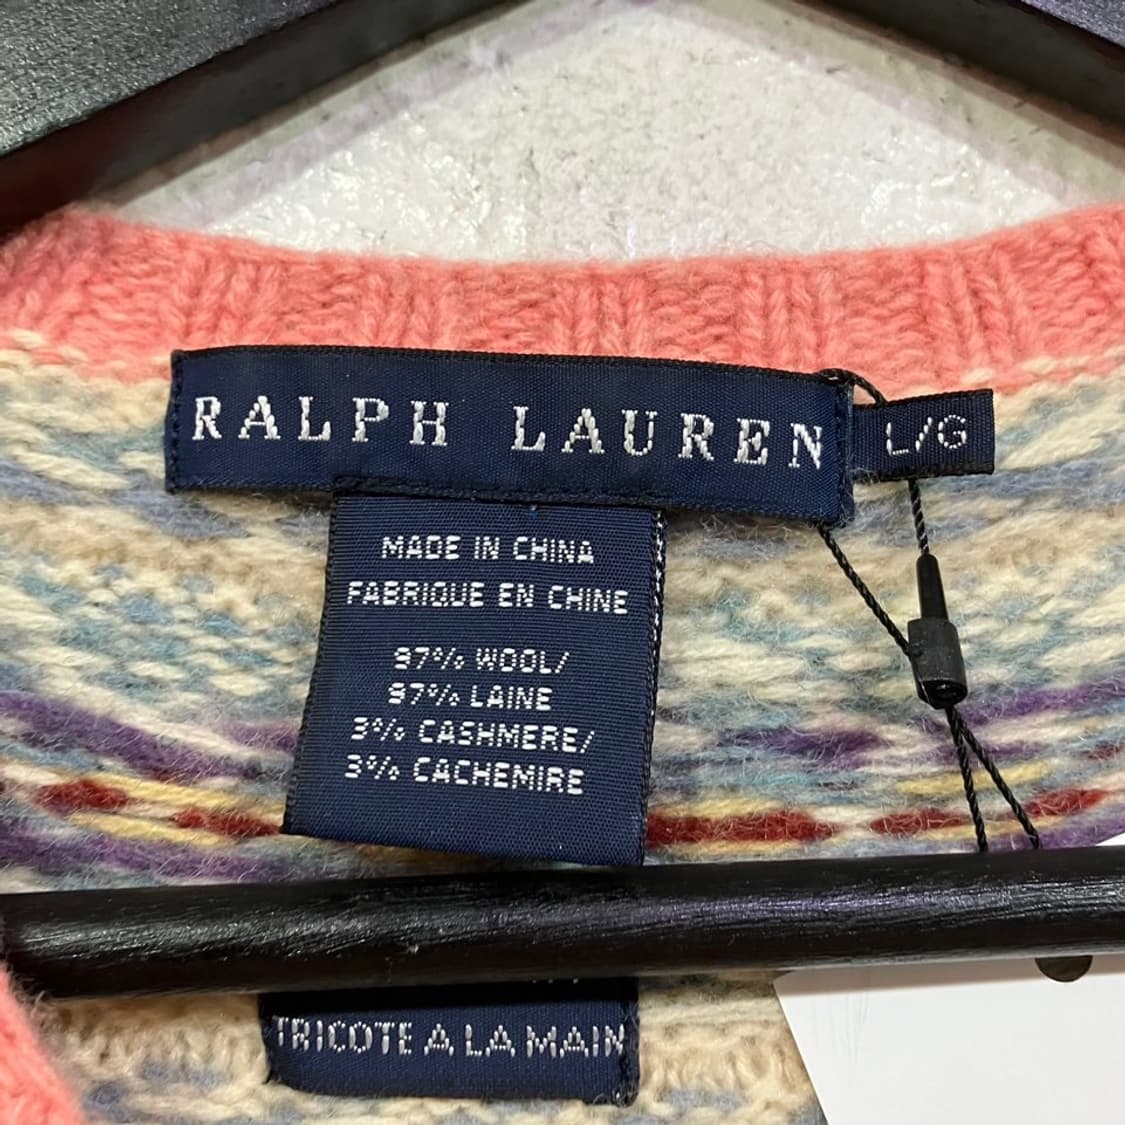 RALPH LAUREN
L/G
MADE IN CHINA
FABRIQUE EN CHINE
97% WOOL/
97% LAINE
3% CASHMERE/
3% CACHEMIRE
TRICOTE A LA MAIN